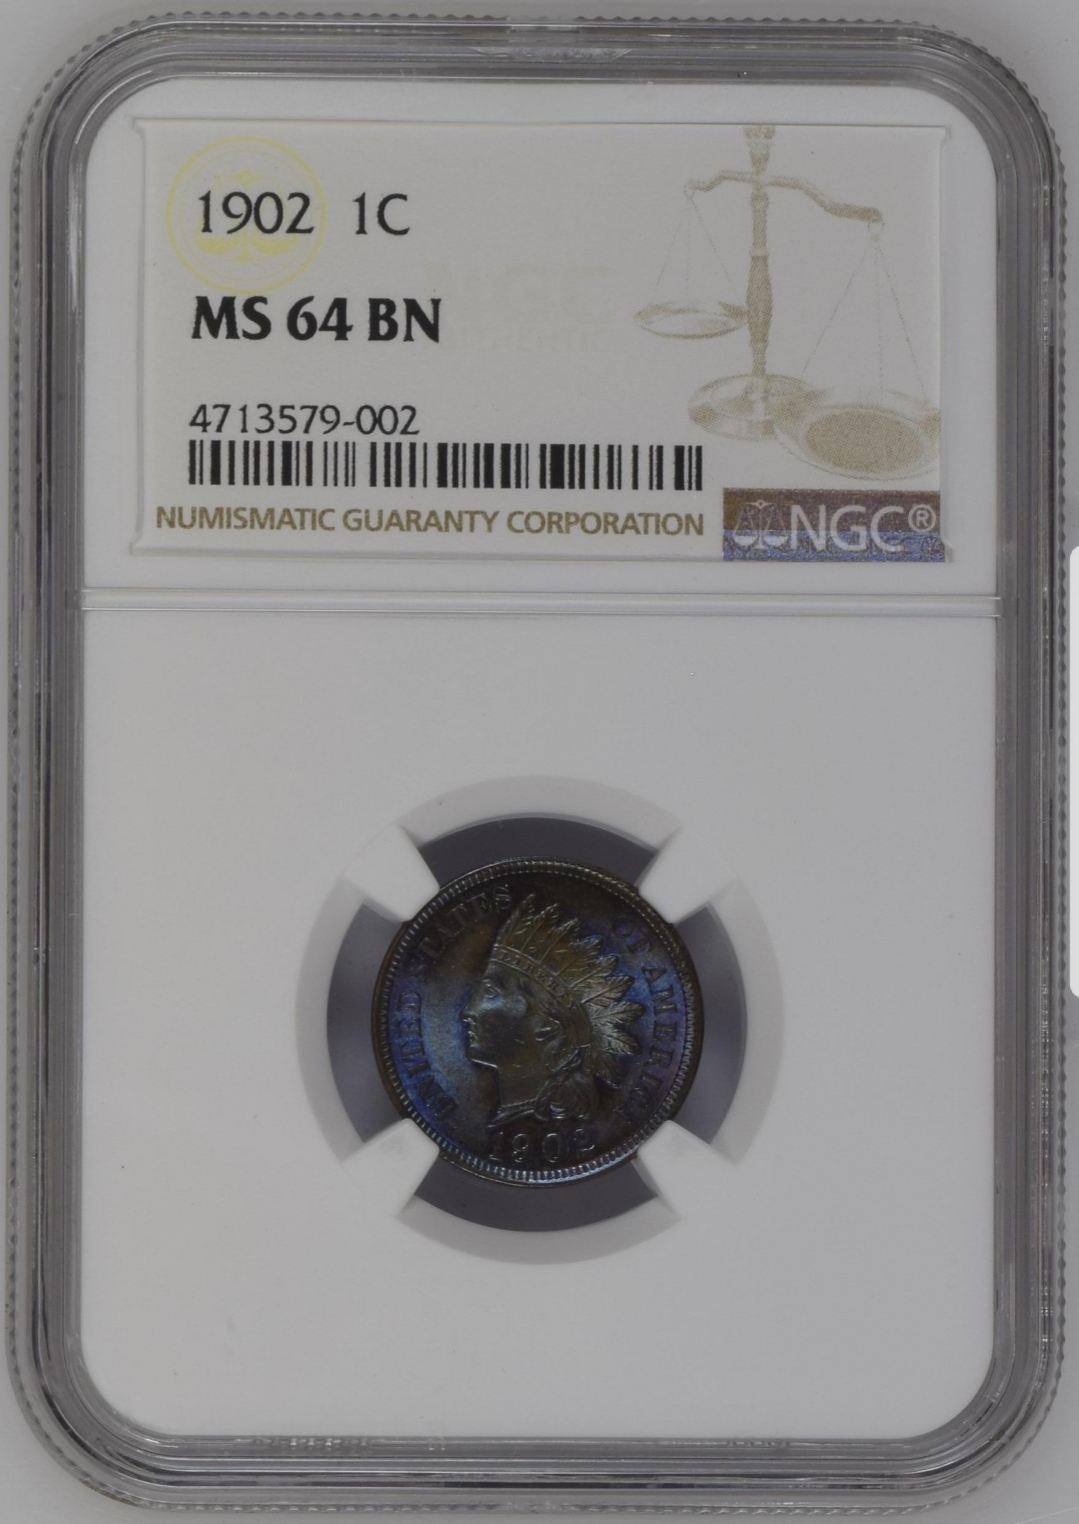 1902 1C
MS 64 BN
4713579-002
NUMISMATIC GUARANTY CORPORATION
NGC®
UNITED STATES OF AMERICA
1902